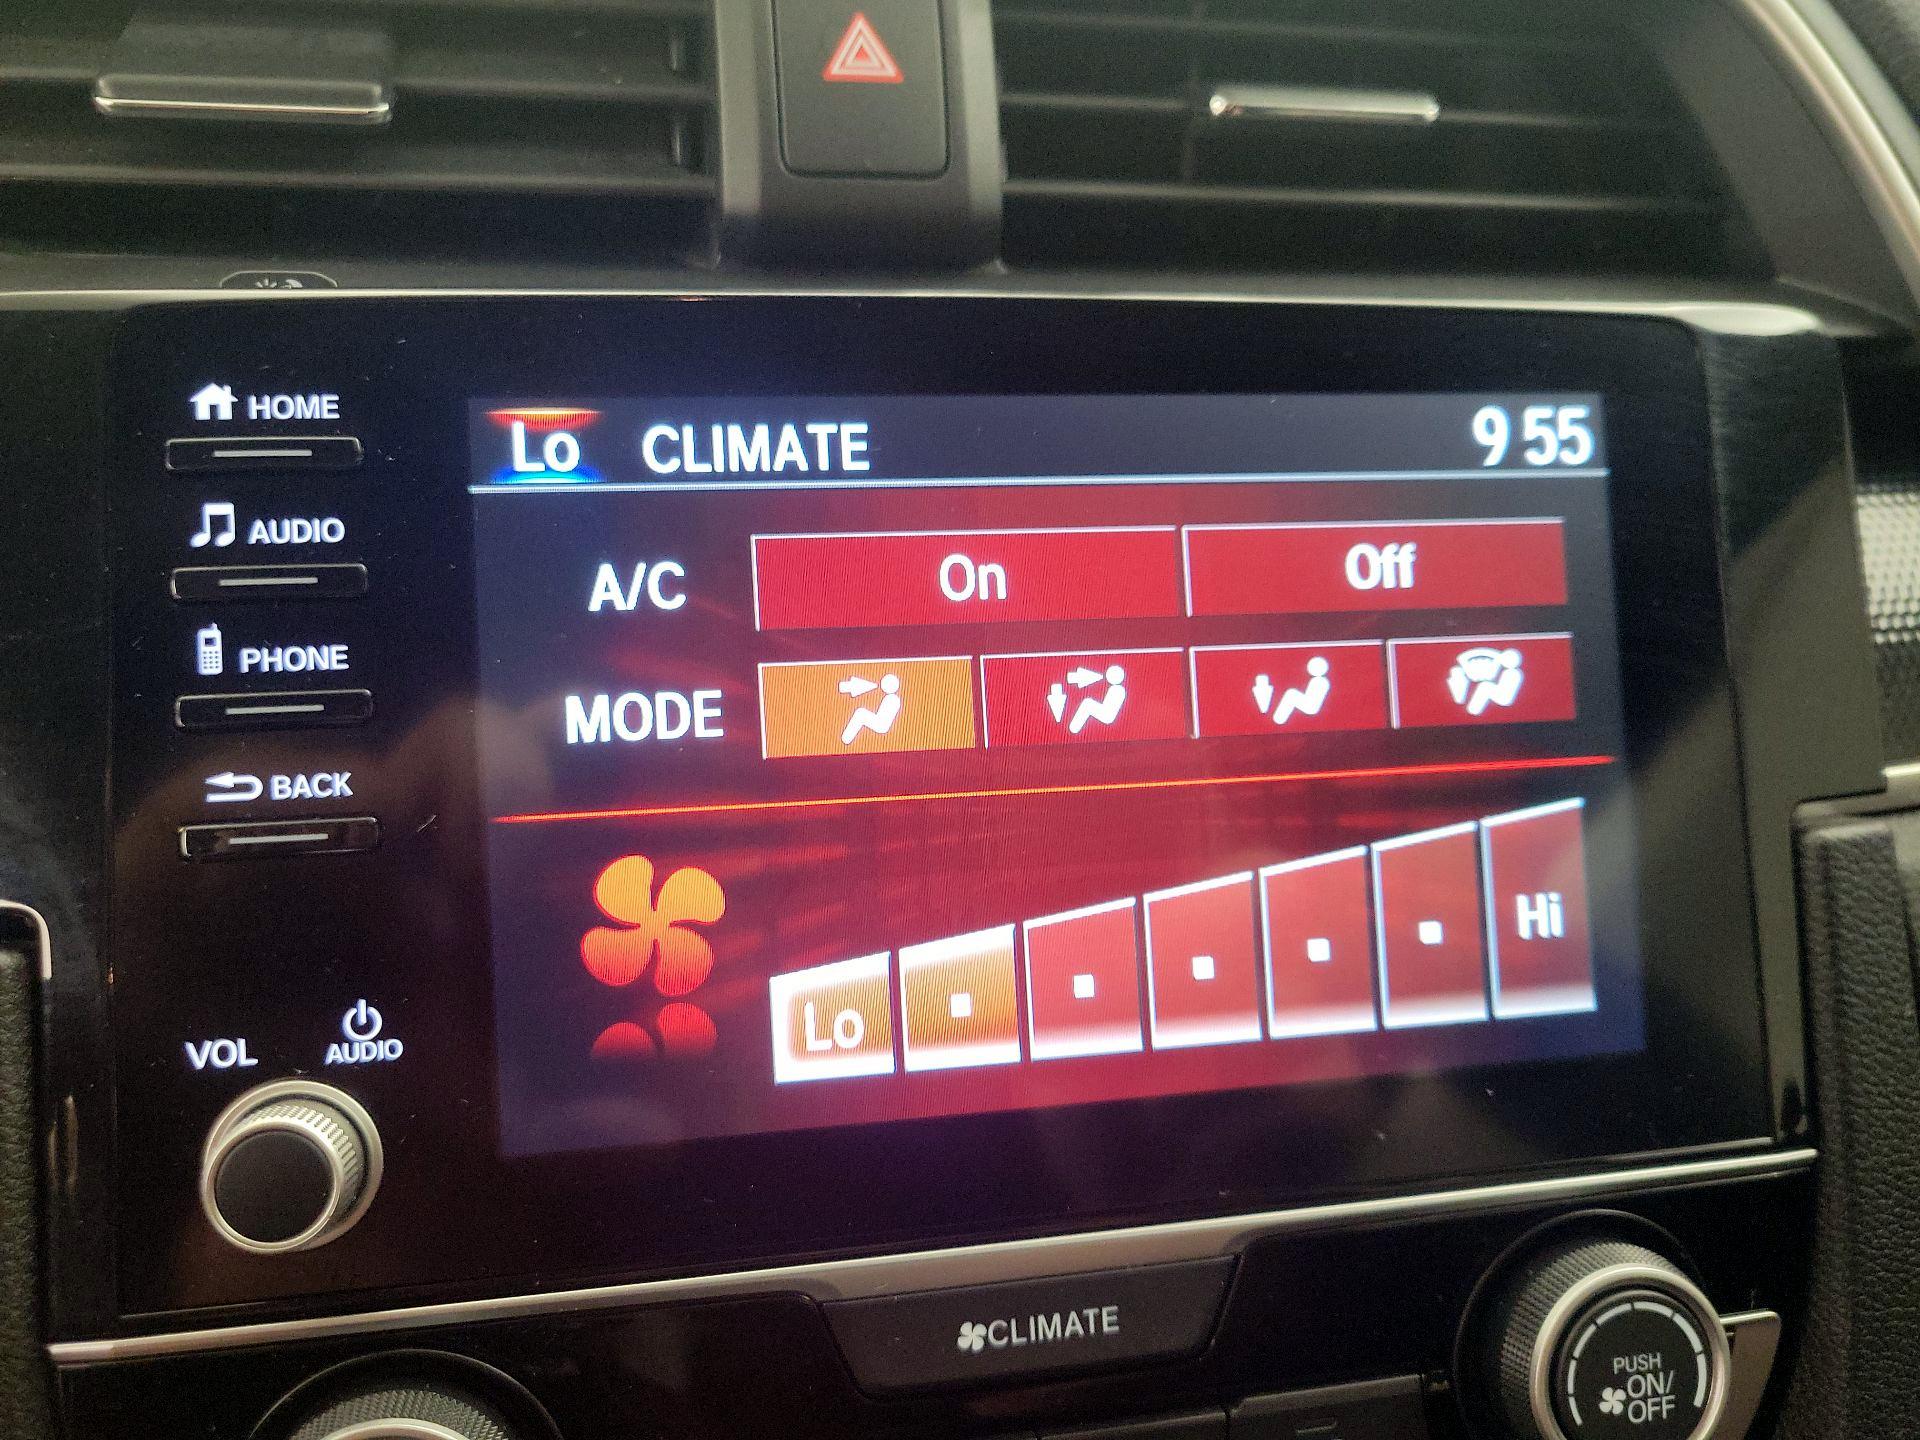 HOME
AUDIO
PHONE
BACK
VOL
AUDIO
Lo CLIMATE 9 55
A/C On Off
MODE
Lo Hi
CLIMATE
PUSH
ON/
OFF